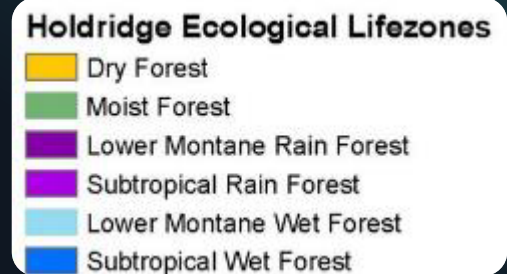 Holdridge Ecological Lifezones
Dry Forest
Moist Forest
Lower Montane Rain Forest
Subtropical Rain Forest
Lower Montane Wet Forest
Subtropical Wet Forest